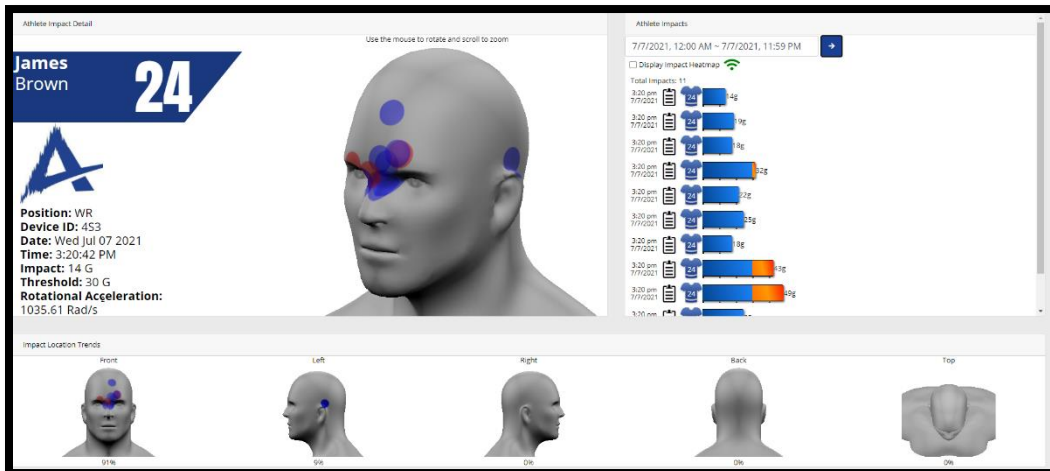 Athlete Impact Detail
Use the mouse to rotate and scroll to zoom
James
Brown
24
Position: WR
Device ID: 4S3
Date: Wed Jul 07 2021
Time: 3:20:42 PM
Impact: 14 G
Threshold: 30 G
Rotational Acceleration:
1035.61 Rad/s
Athlete Impacts
7/7/2021, 12:00 AM ~ 7/7/2021, 11:59 PM
Display Impact Heatmap
Total Impacts: 11
3:20 pm
7/7/2021 24 14g
3:20 pm
7/7/2021 24 19g
3:20 pm
7/7/2021 24 18g
3:20 pm
7/7/2021 24 32g
3:20 pm
7/7/2021 24 22g
3:20 pm
7/7/2021 24 25g
3:20 pm
7/7/2021 24 18g
3:20 pm
7/7/2021 24 43g
3:20 pm
7/7/2021 24 49g
3:20 pm
Impact Location Trends
Front Left Right Back Top
91% 9% 0% 0% 0%